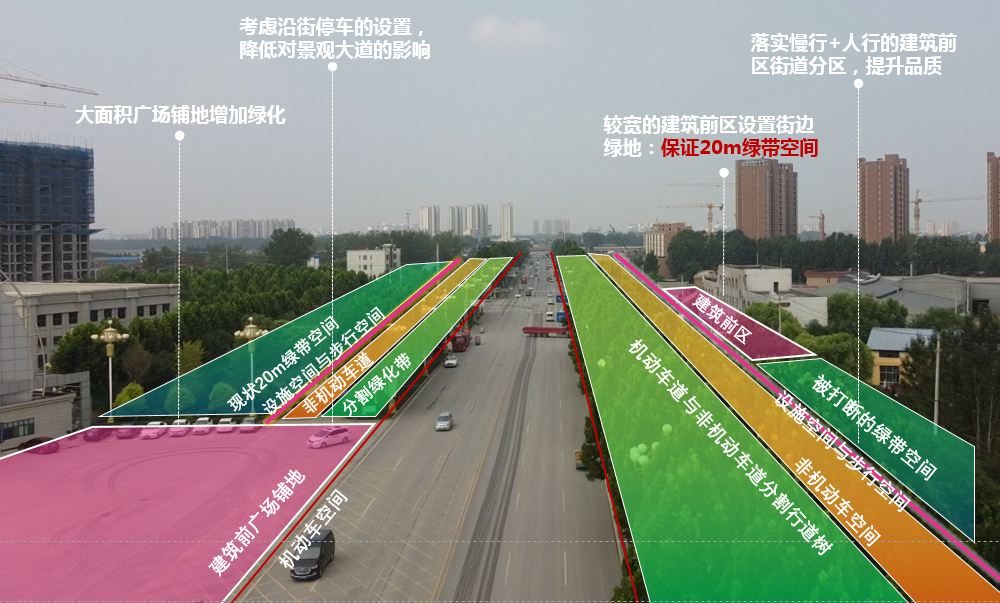 考虑沿街停车的设置，
降低对景观大道的影响
落实慢行+人行的建筑前
区街道分区，提升品质
大面积广场铺地增加绿化
较宽的建筑前区设置街边
绿地：保证20m绿带空间
建筑前区
现状20m绿带空间
设施空间与步行空间
非机动车道
分割绿化带
机动车道与非机动车道分割行道树
被打断的绿带空间
设施空间与步行空间
非机动车空间
建筑前广场铺地
机动车空间